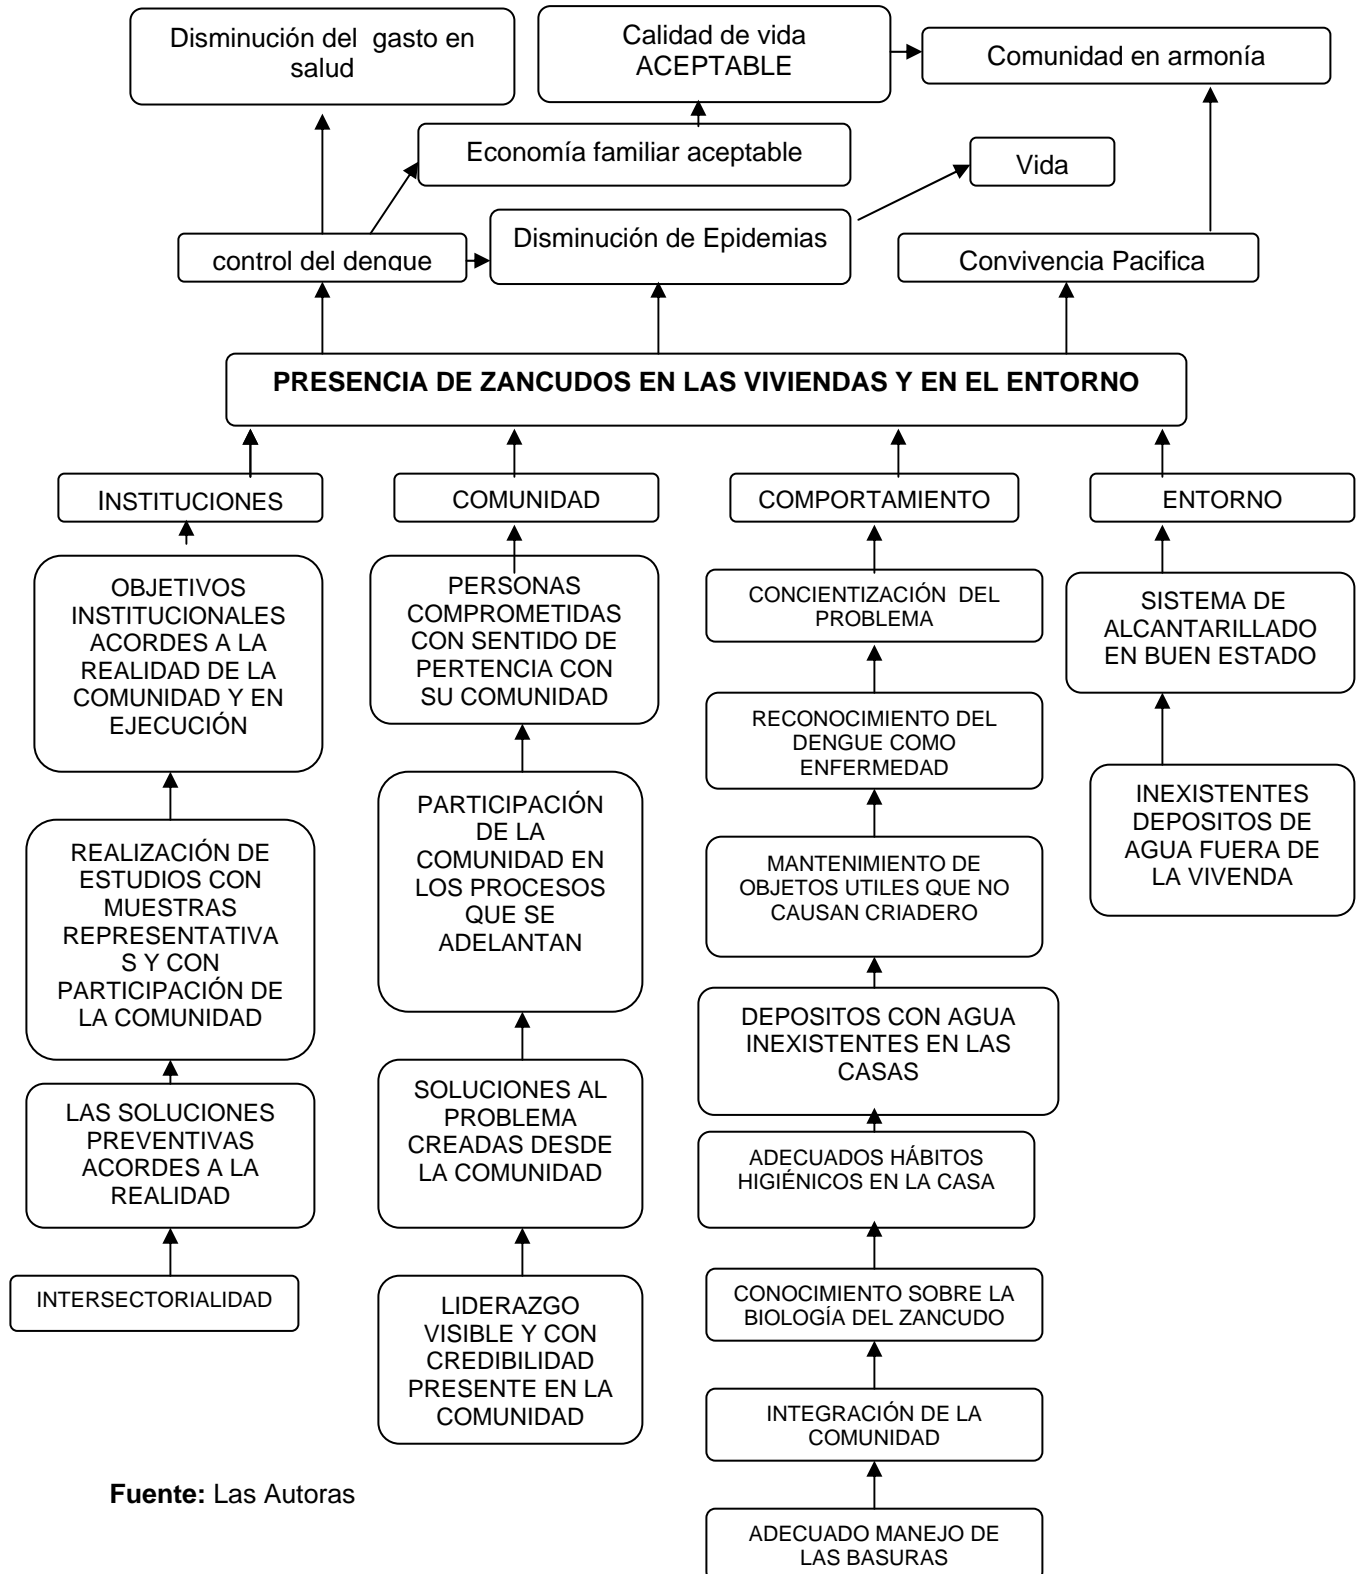 Disminución del gasto en
salud
Calidad de vida
ACEPTABLE
Comunidad en armonía
Economía familiar aceptable
Vida
control del dengue
Disminución de Epidemias
Convivencia Pacifica
PRESENCIA DE ZANCUDOS EN LAS VIVIENDAS Y EN EL ENTORNO
INSTITUCIONES
COMUNIDAD
COMPORTAMIENTO
ENTORNO
OBJETIVOS
INSTITUCIONALES
ACORDES A LA
REALIDAD DE LA
COMUNIDAD Y EN
EJECUCIÓN
REALIZACIÓN DE
ESTUDIOS CON
MUESTRAS
REPRESENTATIVA
S Y CON
PARTICIPACIÓN DE
LA COMUNIDAD
LAS SOLUCIONES
PREVENTIVAS
ACORDES A LA
REALIDAD
INTERSECTORIALIDAD
PERSONAS
COMPROMETIDAS
CON SENTIDO DE
PERTENCIA CON
SU COMUNIDAD
PARTICIPACIÓN
DE LA
COMUNIDAD EN
LOS PROCESOS
QUE SE
ADELANTAN
SOLUCIONES AL
PROBLEMA
CREADAS DESDE
LA COMUNIDAD
LIDERAZGO
VISIBLE Y CON
CREDIBILIDAD
PRESENTE EN LA
COMUNIDAD
CONCIENTIZACIÓN DEL
PROBLEMA
RECONOCIMIENTO DEL
DENGUE COMO
ENFERMEDAD
MANTENIMIENTO DE
OBJETOS UTILES QUE NO
CAUSAN CRIADERO
DEPOSITOS CON AGUA
INEXISTENTES EN LAS
CASAS
ADECUADOS HÁBITOS
HIGIÉNICOS EN LA CASA
CONOCIMIENTO SOBRE LA
BIOLOGÍA DEL ZANCUDO
INTEGRACIÓN DE LA
COMUNIDAD
ADECUADO MANEJO DE
LAS BASURAS
SISTEMA DE
ALCANTARILLADO
EN BUEN ESTADO
INEXISTENTES
DEPOSITOS DE
AGUA FUERA DE
LA VIVENDA
Fuente: Las Autoras